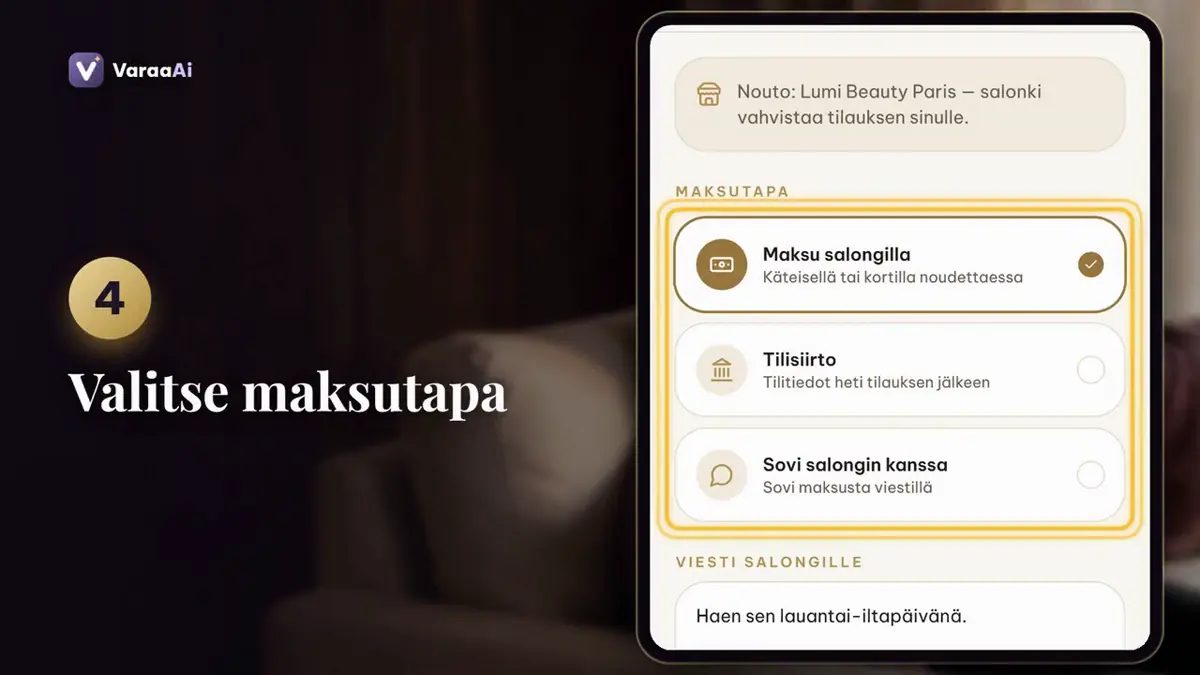 VaraaAi
4
Valitse maksutapa
Nouto: Lumi Beauty Paris — salonki
vahvistaa tilauksen sinulle.
MAKSUTAPA
Maksu salongilla
Käteisellä tai kortilla noudettaessa
Tilisiirto
Tilitiedot heti tilauksen jälkeen
Sovi salongin kanssa
Sovi maksusta viestillä
VIESTI SALONGILLE
Haen sen lauantai-iltapäivänä.